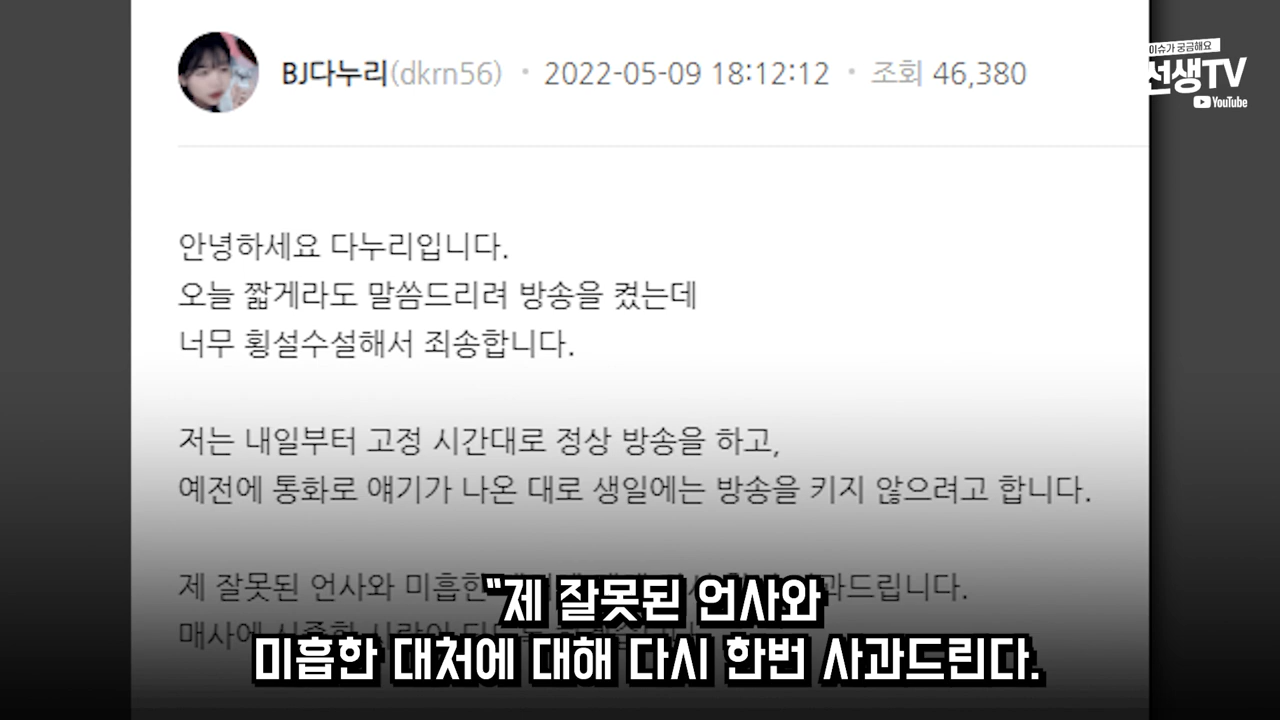 BJ다누리(dkrn56) • 2022-05-09 18:12:12 • 조회 46,380
이슈가 궁금해요
선생TV
YouTube
안녕하세요 다누리입니다.
오늘 짧게라도 말씀드리려 방송을 켰는데
너무 횡설수설해서 죄송합니다.
저는 내일부터 고정 시간대로 정상 방송을 하고,
예전에 통화로 얘기가 나온 대로 생일에는 방송을 키지 않으려고 합니다.
제 잘못된 언사와 미흡한 사과드립니다.
매사에
“제 잘못된 언사와
미흡한 대처에 대해 다시 한번 사과드린다.